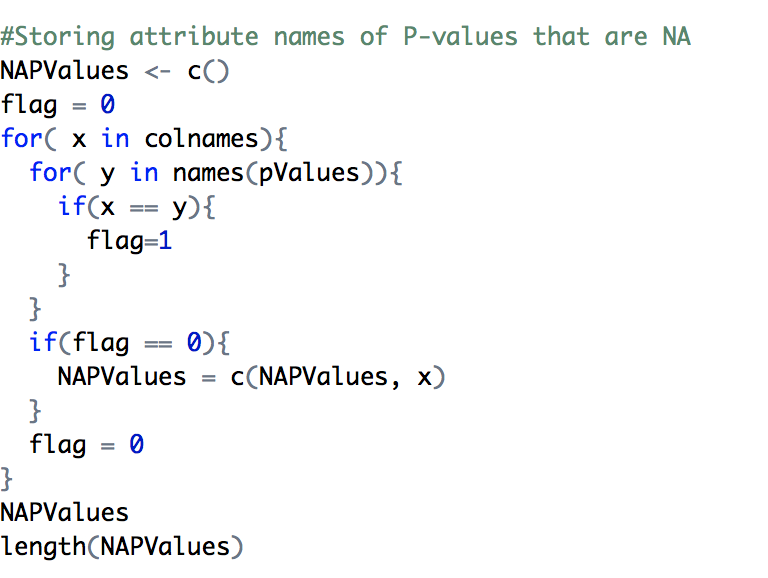 #Storing attribute names of P-values that are NA
NAPValues <- c()
flag = 0
for( x in colnames){
  for( y in names(pValues)){
    if(x == y){
      flag=1
    }
  }
  if(flag == 0){
    NAPValues = c(NAPValues, x)
  }
  flag = 0
}
NAPValues
length(NAPValues)